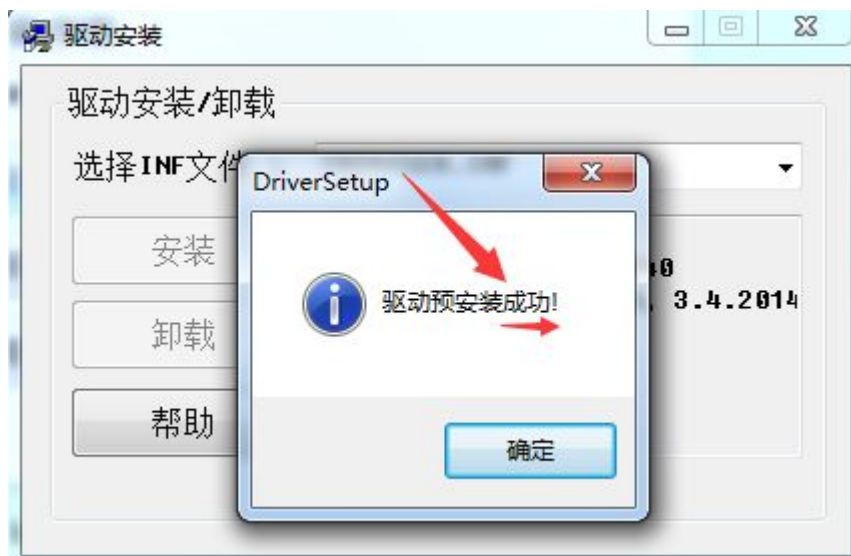 驱动安装
驱动安装/卸载
选择INF文件
DriverSetup
安装
驱动预安装成功!
3.4.2014
卸载
帮助
确定